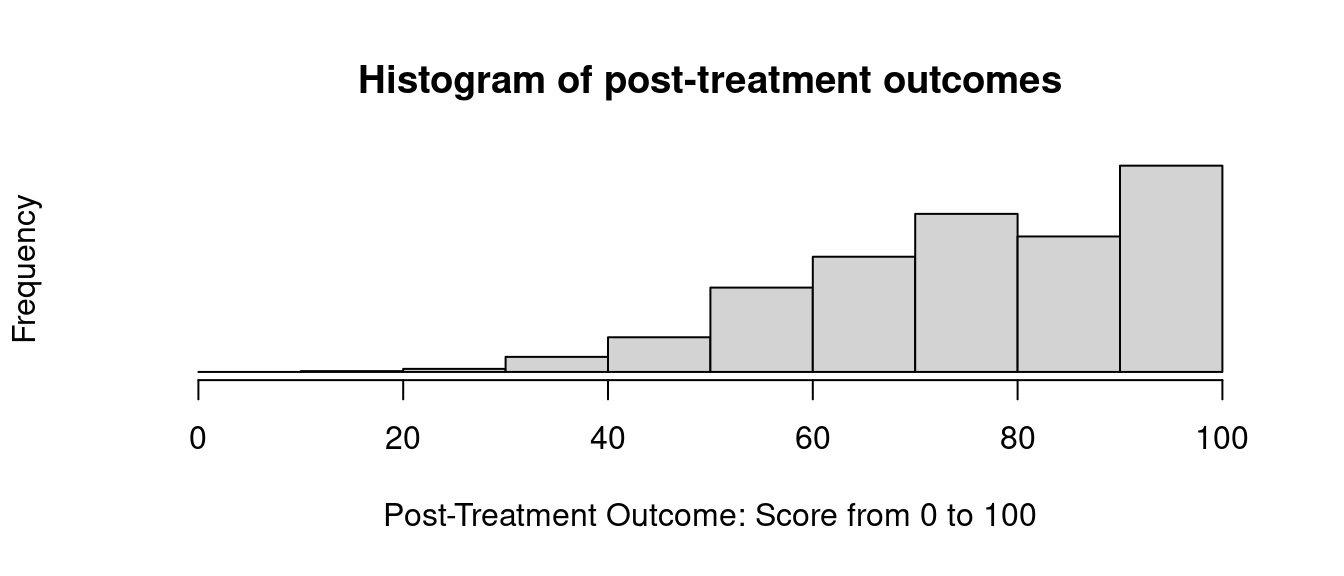 Histogram of post-treatment outcomes
Frequency
0 20 40 60 80 100
Post-Treatment Outcome: Score from 0 to 100